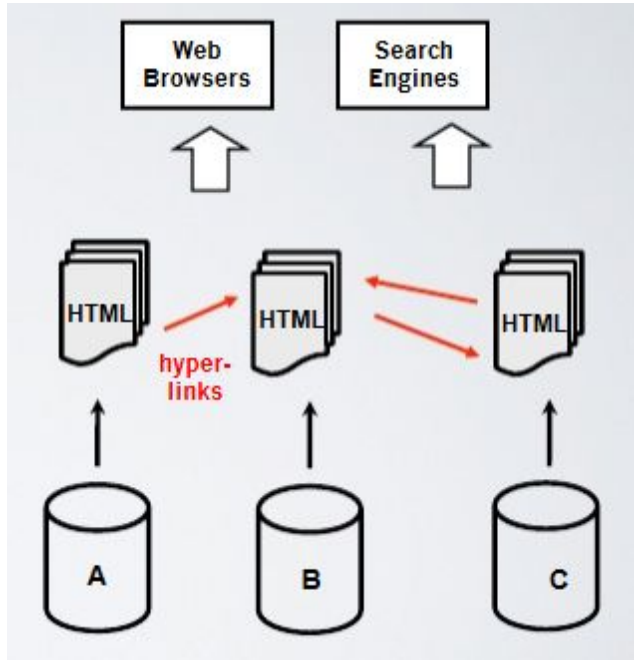 Web
Browsers
Search
Engines
HTML
HTML
HTML
hyper-
links
A
B
C